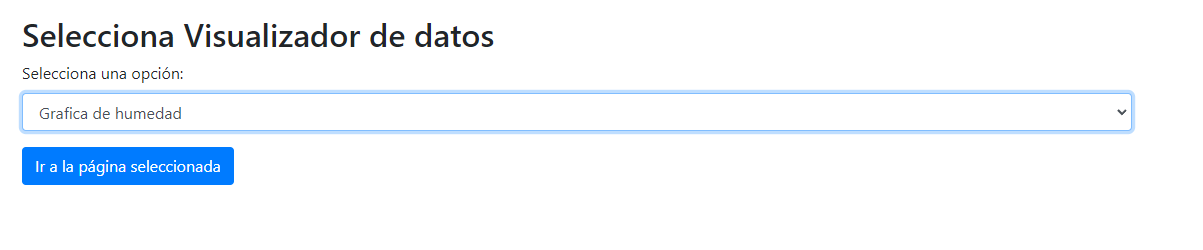 Selecciona Visualizador de datos
Selecciona una opción:
Grafica de humedad
Ir a la página seleccionada